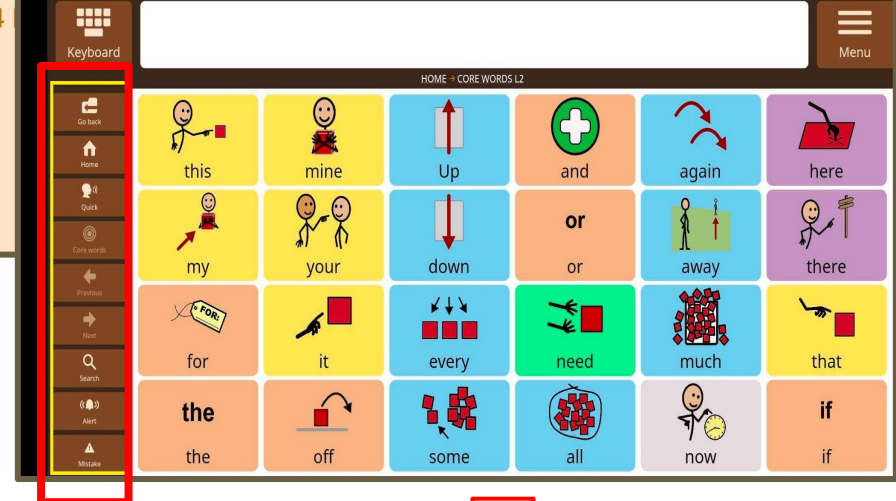 4
Keyboard
Menu
HOME → CORE WORDS L2
Go back
Home
Quick
Core words
Previous
Next
Search
Alert
Mistake
this mine Up and again here
or
my your down or away there
FOR:
for it every need much that
the if
the off some all now if